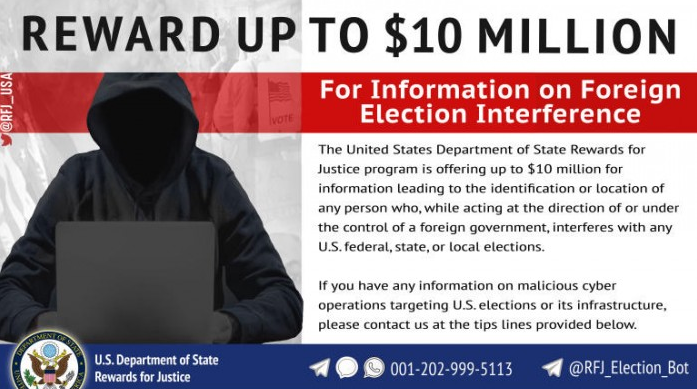 REWARD UP TO $10 MILLION
@RFJ_USA
VOTE
For Information on Foreign
Election Interference
The United States Department of State Rewards for
Justice program is offering up to $10 million for
information leading to the identification or location of
any person who, while acting at the direction of or under
the control of a foreign government, interferes with any
U.S. federal, state, or local elections.
If you have any information on malicious cyber
operations targeting U.S. elections or its infrastructure,
please contact us at the tips lines provided below.
DEPARTMENT OF STATE
U.S. Department of State
Rewards for Justice
001-202-999-5113
@RFJ_Election_Bot